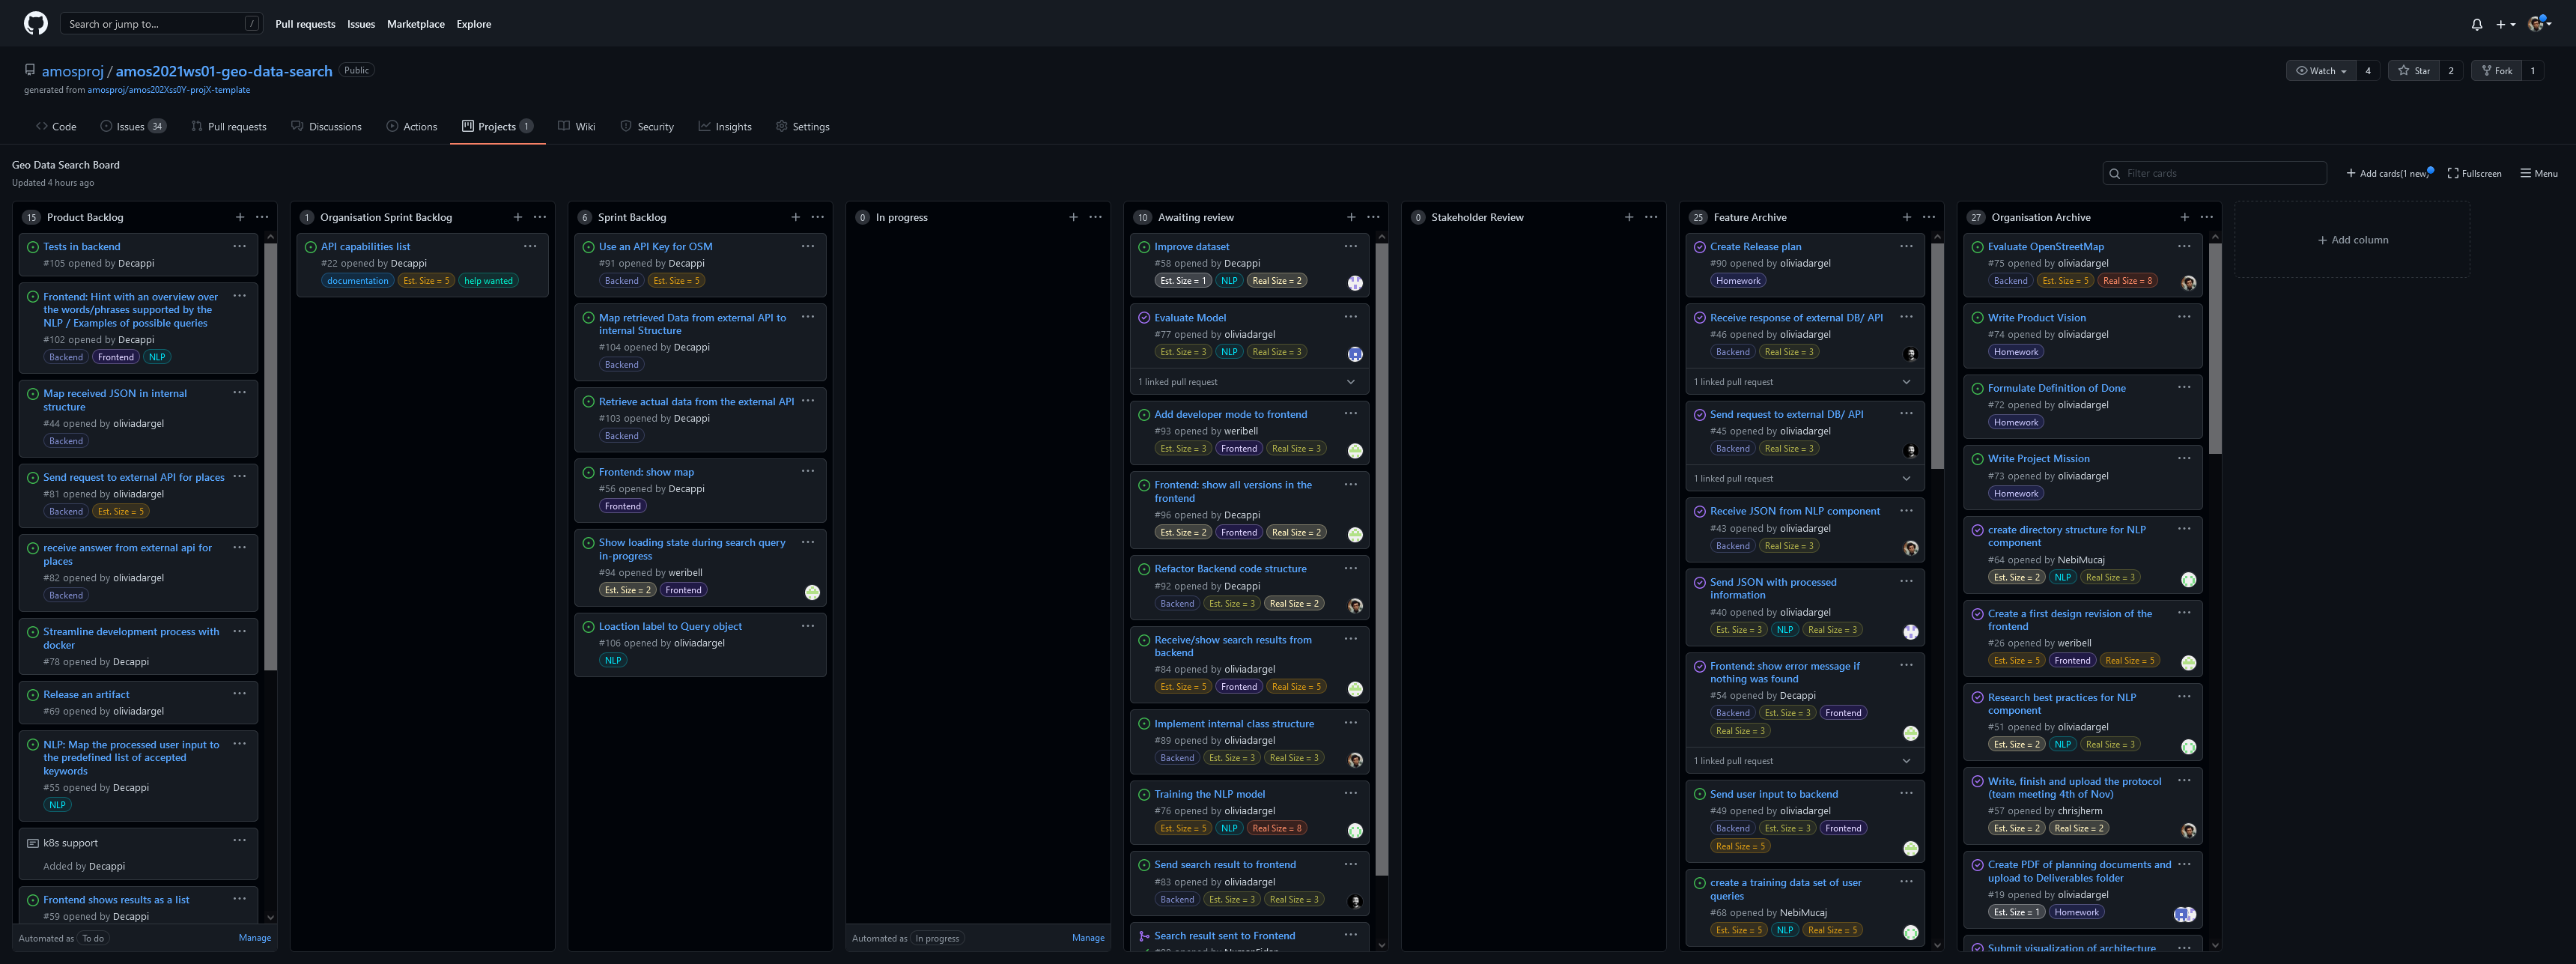 Search or jump to... /
Pull requests Issues Marketplace Explore
amosproj / amos2021ws01-geo-data-search Public
generated from amosproj/amos202Xss0Y-projX-template
Watch 4 Star 2 Fork 1
Code Issues 34 Pull requests Discussions Actions Projects 1 Wiki Security Insights Settings
Geo Data Search Board
Updated 4 hours ago
Filter cards
Add cards(1 new) Fullscreen Menu
15 Product Backlog
Tests in backend
#105 opened by Decappi
Frontend: Hint with an overview over
the words/phrases supported by the
NLP / Examples of possible queries
#102 opened by Decappi
Backend Frontend NLP
Map received JSON in internal
structure
#44 opened by oliviadargel
Backend
Send request to external API for places
#81 opened by oliviadargel
Backend Est. Size = 5
receive answer from external api for
places
#82 opened by oliviadargel
Backend
Streamline development process with
docker
#78 opened by Decappi
Release an artifact
#69 opened by oliviadargel
NLP: Map the processed user input to
the predefined list of accepted
keywords
#55 opened by Decappi
NLP
k8s support
Added by Decappi
Frontend shows results as a list
#59 opened by Decappi
Automated as To do Manage
1 Organisation Sprint Backlog
API capabilities list
#22 opened by Decappi
documentation Est. Size = 5 help wanted
6 Sprint Backlog
Use an API Key for OSM
#91 opened by Decappi
Backend Est. Size = 5
Map retrieved Data from external API to
internal Structure
#104 opened by Decappi
Backend
Retrieve actual data from the external API
#103 opened by Decappi
Backend
Frontend: show map
#56 opened by Decappi
Frontend
Show loading state during search query
in-progress
#94 opened by weribell
Est. Size = 2 Frontend
Loaction label to Query object
#106 opened by oliviadargel
NLP
0 In progress
Automated as In progress Manage
10 Awaiting review
Improve dataset
#58 opened by Decappi
Est. Size = 1 NLP Real Size = 2
Evaluate Model
#77 opened by oliviadargel
Est. Size = 3 NLP Real Size = 3
1 linked pull request
Add developer mode to frontend
#93 opened by weribell
Est. Size = 3 Frontend Real Size = 3
Frontend: show all versions in the
frontend
#96 opened by Decappi
Est. Size = 2 Frontend Real Size = 2
Refactor Backend code structure
#92 opened by Decappi
Backend Est. Size = 3 Real Size = 2
Receive/show search results from
backend
#84 opened by oliviadargel
Est. Size = 5 Frontend Real Size = 5
Implement internal class structure
#89 opened by oliviadargel
Backend Est. Size = 3 Real Size = 3
Training the NLP model
#76 opened by oliviadargel
Est. Size = 5 NLP Real Size = 8
Send search result to frontend
#83 opened by oliviadargel
Backend Est. Size = 3 Real Size = 3
Search result sent to Frontend
0 Stakeholder Review
25 Feature Archive
Create Release plan
#90 opened by oliviadargel
Homework
Receive response of external DB/ API
#46 opened by oliviadargel
Backend Real Size = 3
1 linked pull request
Send request to external DB/ API
#45 opened by oliviadargel
Backend Real Size = 3
1 linked pull request
Receive JSON from NLP component
#43 opened by oliviadargel
Backend Real Size = 3
Send JSON with processed
information
#40 opened by oliviadargel
Est. Size = 3 NLP Real Size = 3
Frontend: show error message if
nothing was found
#54 opened by Decappi
Backend Est. Size = 3 Frontend
Real Size = 3
1 linked pull request
Send user input to backend
#49 opened by oliviadargel
Backend Est. Size = 3 Frontend
Real Size = 5
create a training data set of user
queries
#68 opened by NebiMucaj
Est. Size = 5 NLP Real Size = 5
27 Organisation Archive
Evaluate OpenStreetMap
#75 opened by oliviadargel
Backend Est. Size = 5 Real Size = 8
Write Product Vision
#74 opened by oliviadargel
Homework
Formulate Definition of Done
#72 opened by oliviadargel
Homework
Write Project Mission
#73 opened by oliviadargel
Homework
create directory structure for NLP
component
#64 opened by NebiMucaj
Est. Size = 2 NLP Real Size = 3
Create a first design revision of the
frontend
#26 opened by weribell
Est. Size = 5 Frontend Real Size = 5
Research best practices for NLP
component
#51 opened by oliviadargel
Est. Size = 2 NLP Real Size = 3
Write, finish and upload the protocol
(team meeting 4th of Nov)
#57 opened by chrisjherm
Est. Size = 2 Real Size = 2
Create PDF of planning documents and
upload to Deliverables folder
#19 opened by oliviadargel
Est. Size = 1 Homework
Submit visualization of architecture
Add column